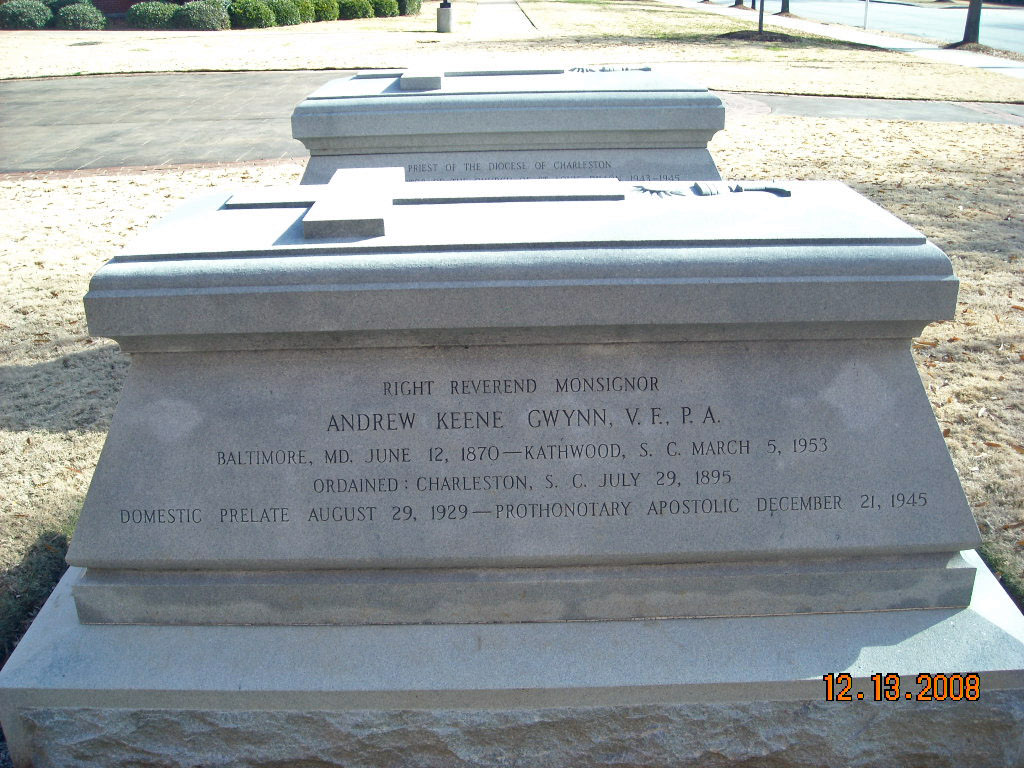 PRIEST OF THE DIOCESE OF CHARLESTON
1943-1945
RIGHT REVEREND MONSIGNOR
ANDREW KEENE GWYNN, V. F., P. A.
BALTIMORE, MD. JUNE 12, 1870—KATHWOOD, S. C. MARCH 5, 1953
ORDAINED: CHARLESTON, S. C. JULY 29, 1895
DOMESTIC PRELATE AUGUST 29, 1929—PROTHONOTARY APOSTOLIC DECEMBER 21, 1945
12.13.2008